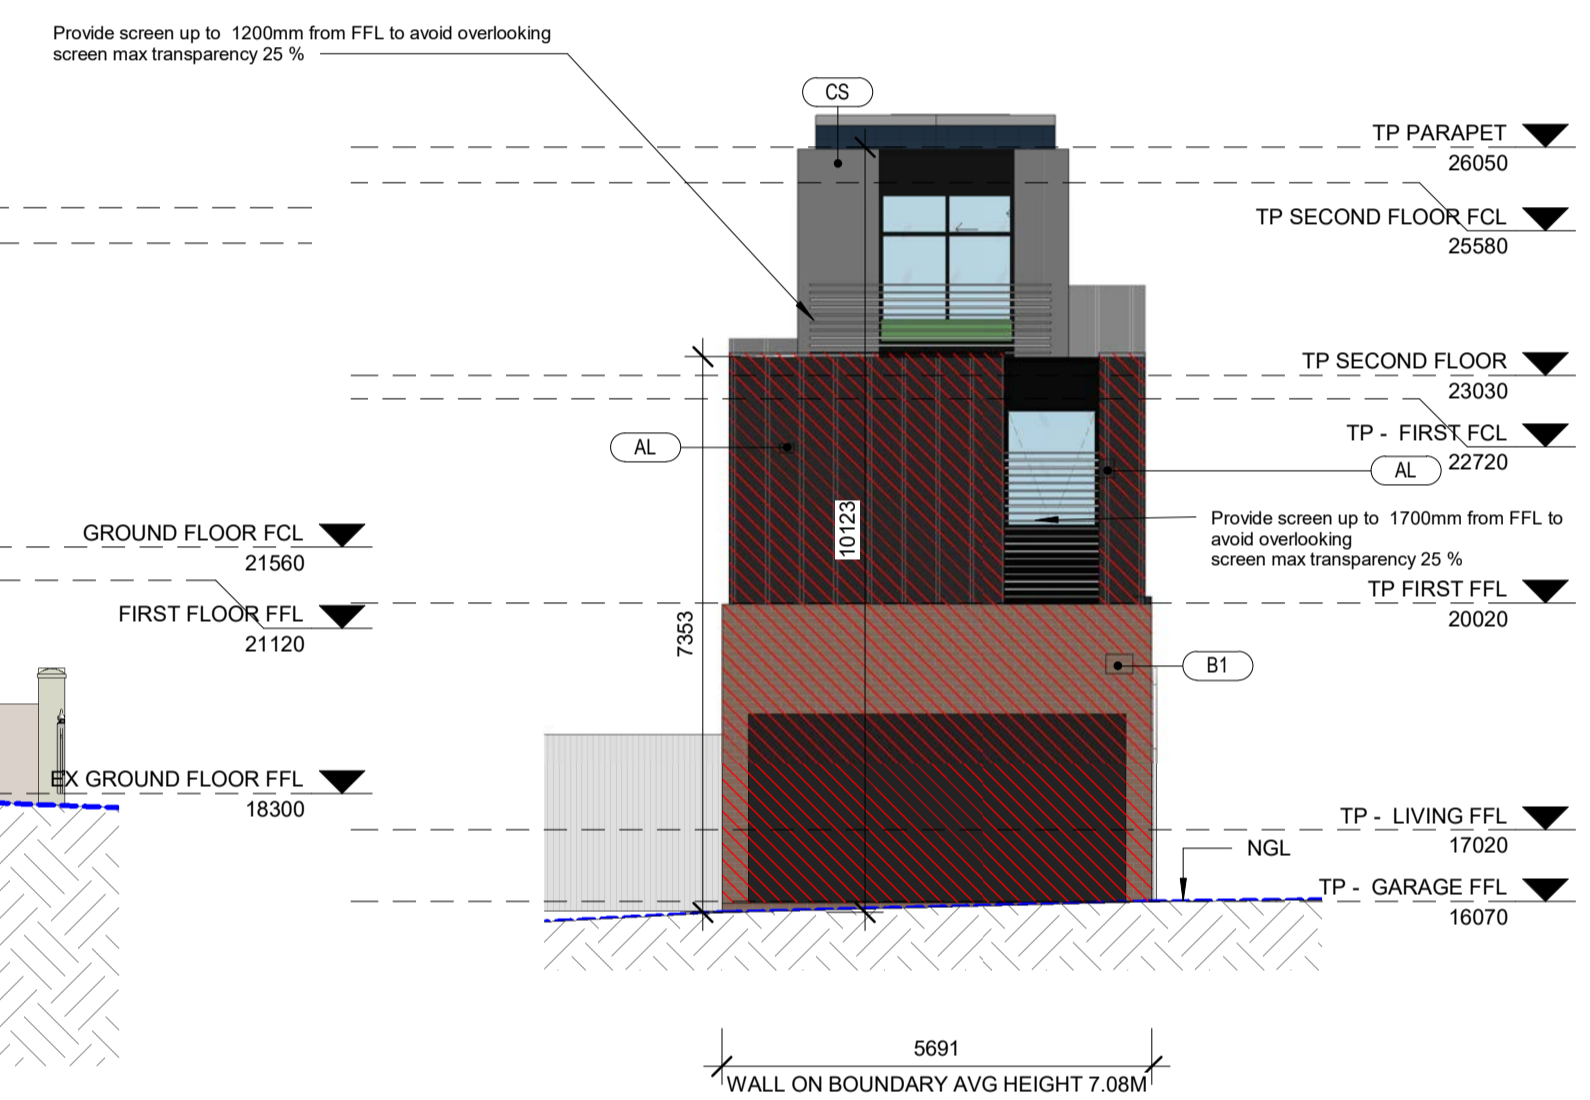 Provide screen up to 1200mm from FFL to avoid overlooking
screen max transparency 25 %
CS
TP PARAPET
26050
TP SECOND FLOOR FCL
25580
TP SECOND FLOOR
23030
TP - FIRST FCL
22720
AL
AL
10123
Provide screen up to 1700mm from FFL to
avoid overlooking
screen max transparency 25 %
GROUND FLOOR FCL
21560
TP FIRST FFL
20020
FIRST FLOOR FFL
21120
7353
B1
EX GROUND FLOOR FFL
18300
TP - LIVING FFL
17020
NGL
TP - GARAGE FFL
16070
5691
WALL ON BOUNDARY AVG HEIGHT 7.08M